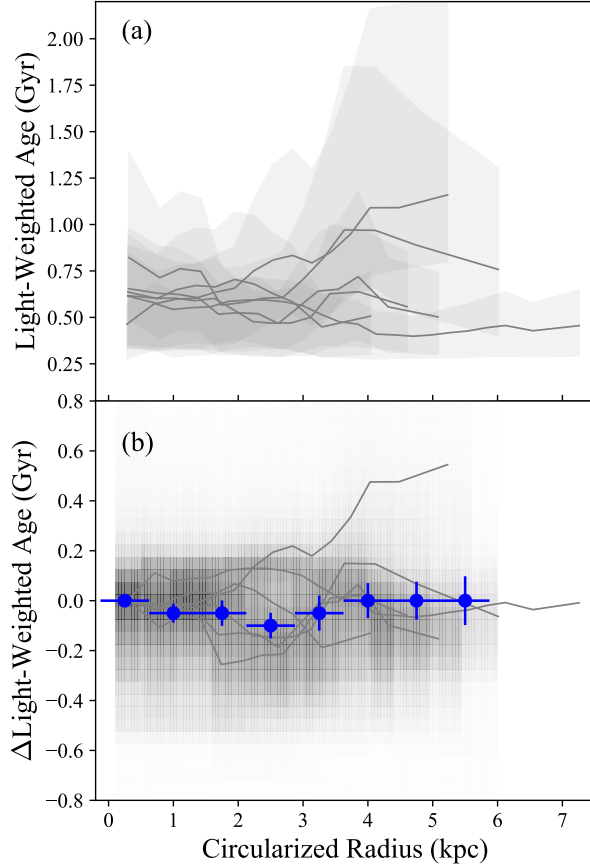 (a)
Light-Weighted Age (Gyr)
2.00
1.75
1.50
1.25
1.00
0.75
0.50
0.25
(b)
ΔLight-Weighted Age (Gyr)
0.8
0.6
0.4
0.2
0.0
−0.2
−0.4
−0.6
−0.8
0 1 2 3 4 5 6 7
Circularized Radius (kpc)